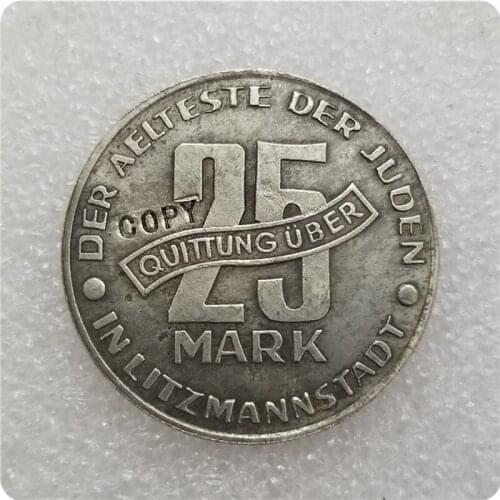 DER AELTESTE DER JUDEN
25
COPY
QUITTUNG ÜBER
MARK
IN LITZMANNSTADT